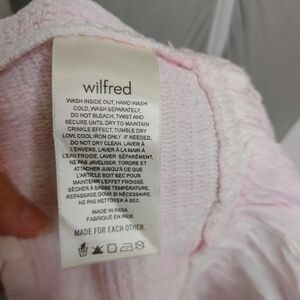 wilfred
WASH INSIDE OUT, HAND WASH
COLD, WASH SEPARATELY,
DO NOT BLEACH, TWIST AND
SECURE UNTIL DRY TO MAINTAIN
CRINKLE EFFECT, TUMBLE DRY
LOW, COOL IRON ONLY IF NEEDED,
DO NOT DRY CLEAN. LAVER À
L'ENVERS, LAVER À LA MAIN À
L'EAU FROIDE, LAVER SÉPARÉMENT,
NE PAS JAVELISER, TORDRE ET
ATTACHER JUSQU'À CE QUE
L'ARTICLE SOIT SEC POUR
MAINTENIR L'EFFET FROISSÉ,
SÉCHER À BASSE TEMPÉRATURE,
REPASSAGE DOUX SI NÉCESSAIRE,
NE PAS NETTOYER À SEC.
MADE IN INDIA
FABRIQUÉ EN INDE
MADE FOR EACH OTHER.